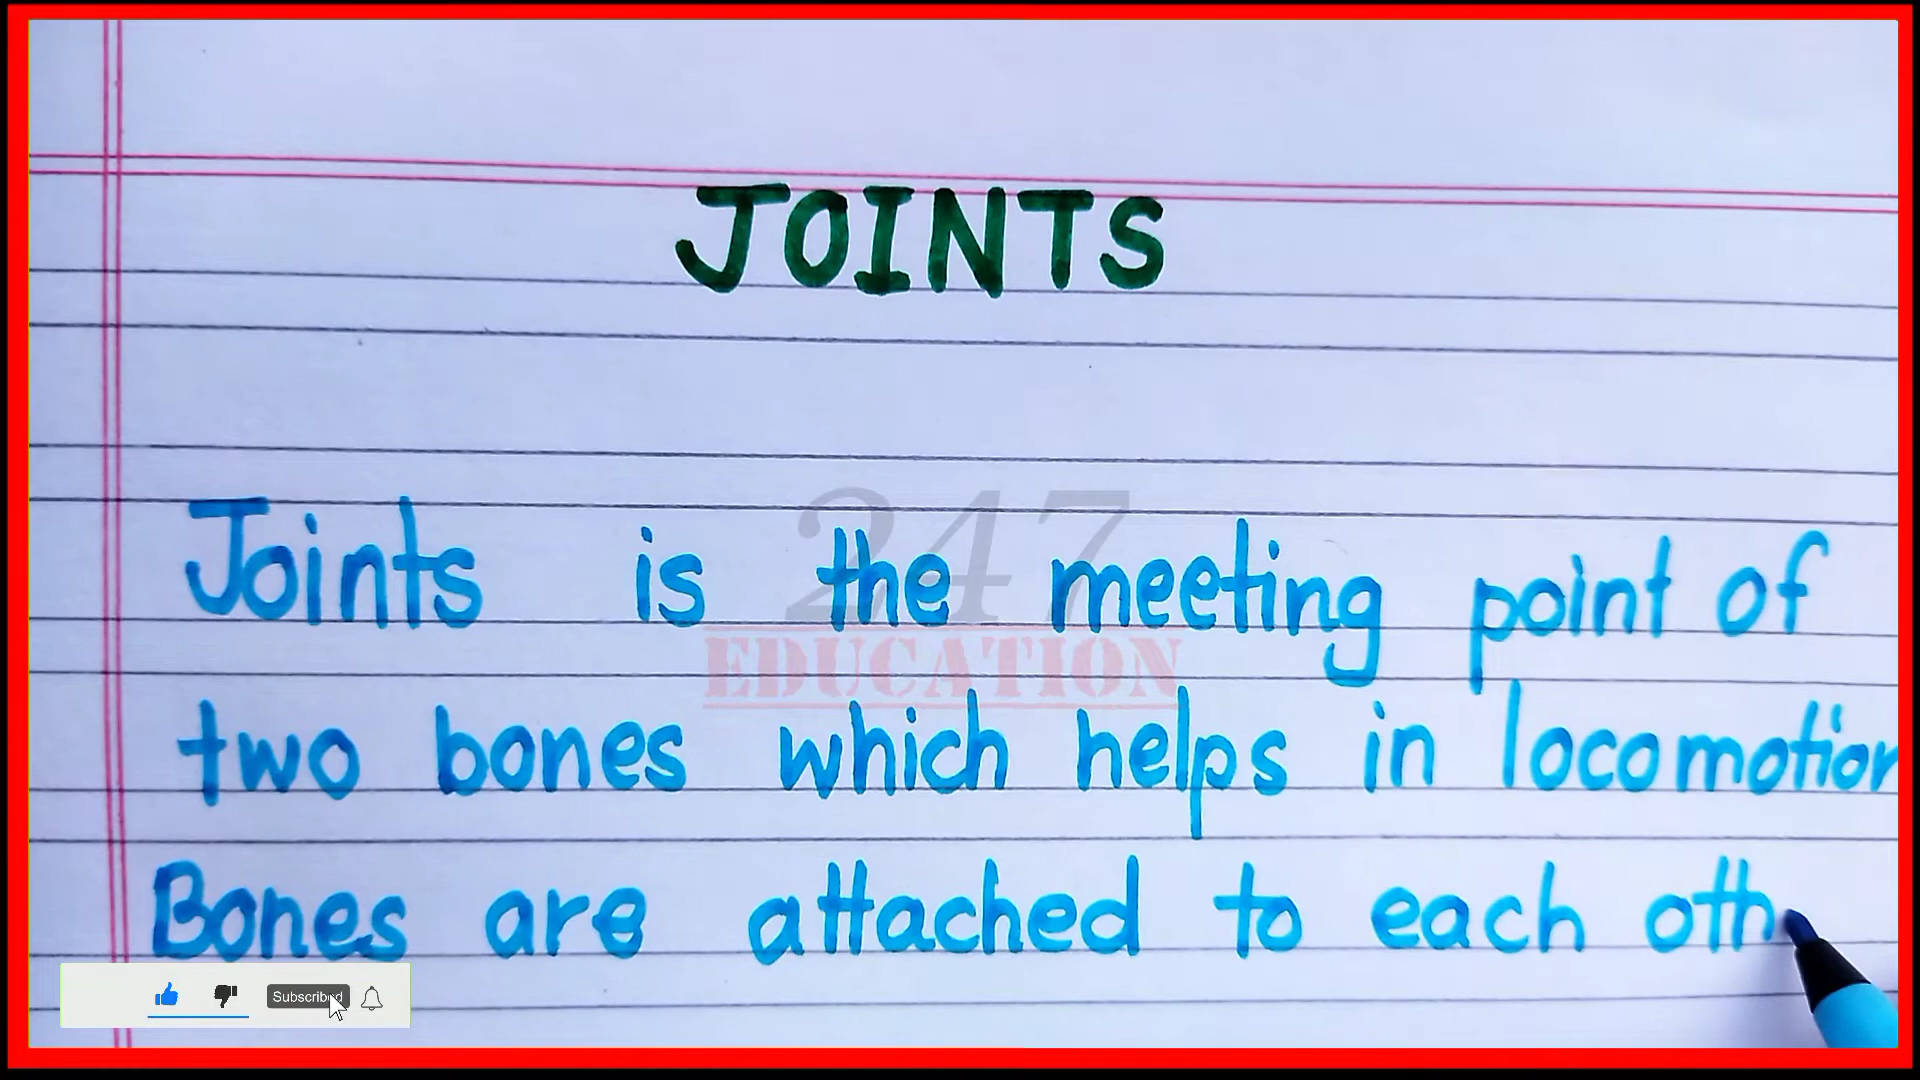 JOINTS
Joints is the meeting point of
247
EDUCATION
two bones which helps in locomotion
Bones are attached to each oth
Subscribed